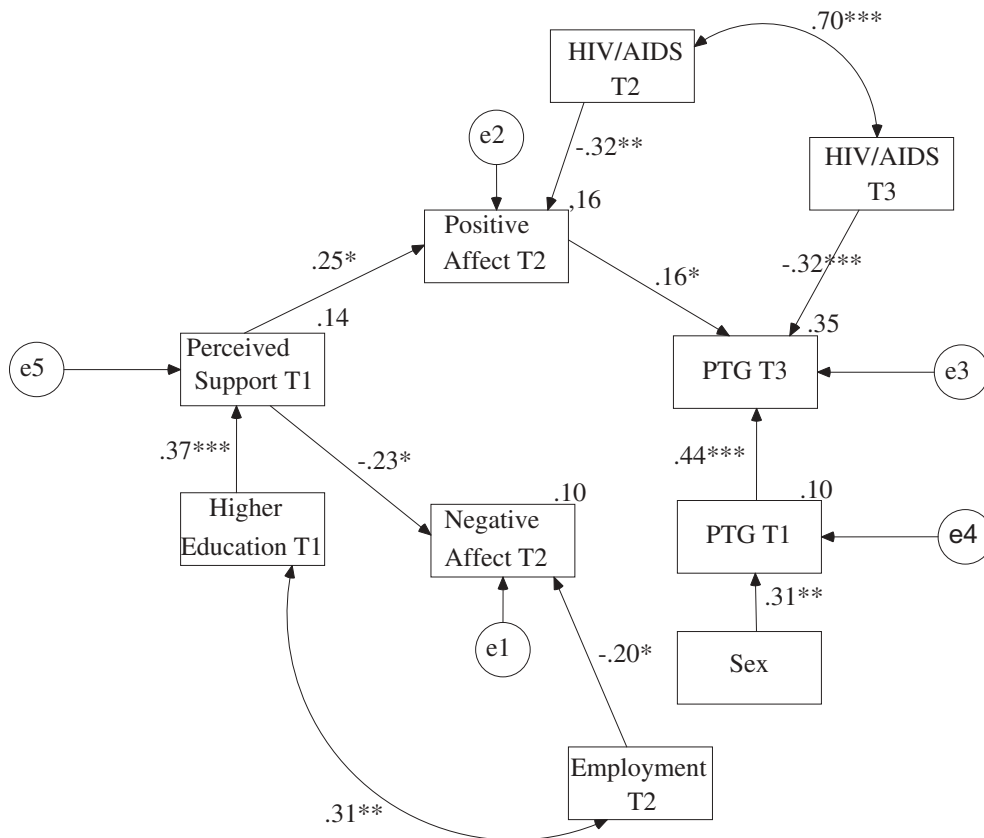 .70***
HIV/AIDS
T2
e2
HIV/AIDS
T3
-.32**
,16
Positive
Affect T2
.25*
.16*
-.32***
.14
.35
Perceived
Support T1
e5
PTG T3
e3
.37***
-.23*
.44***
.10
.10
Higher
Education T1
Negative
Affect T2
PTG T1
e4
.31**
e1
-.20*
Sex
Employment
T2
.31**